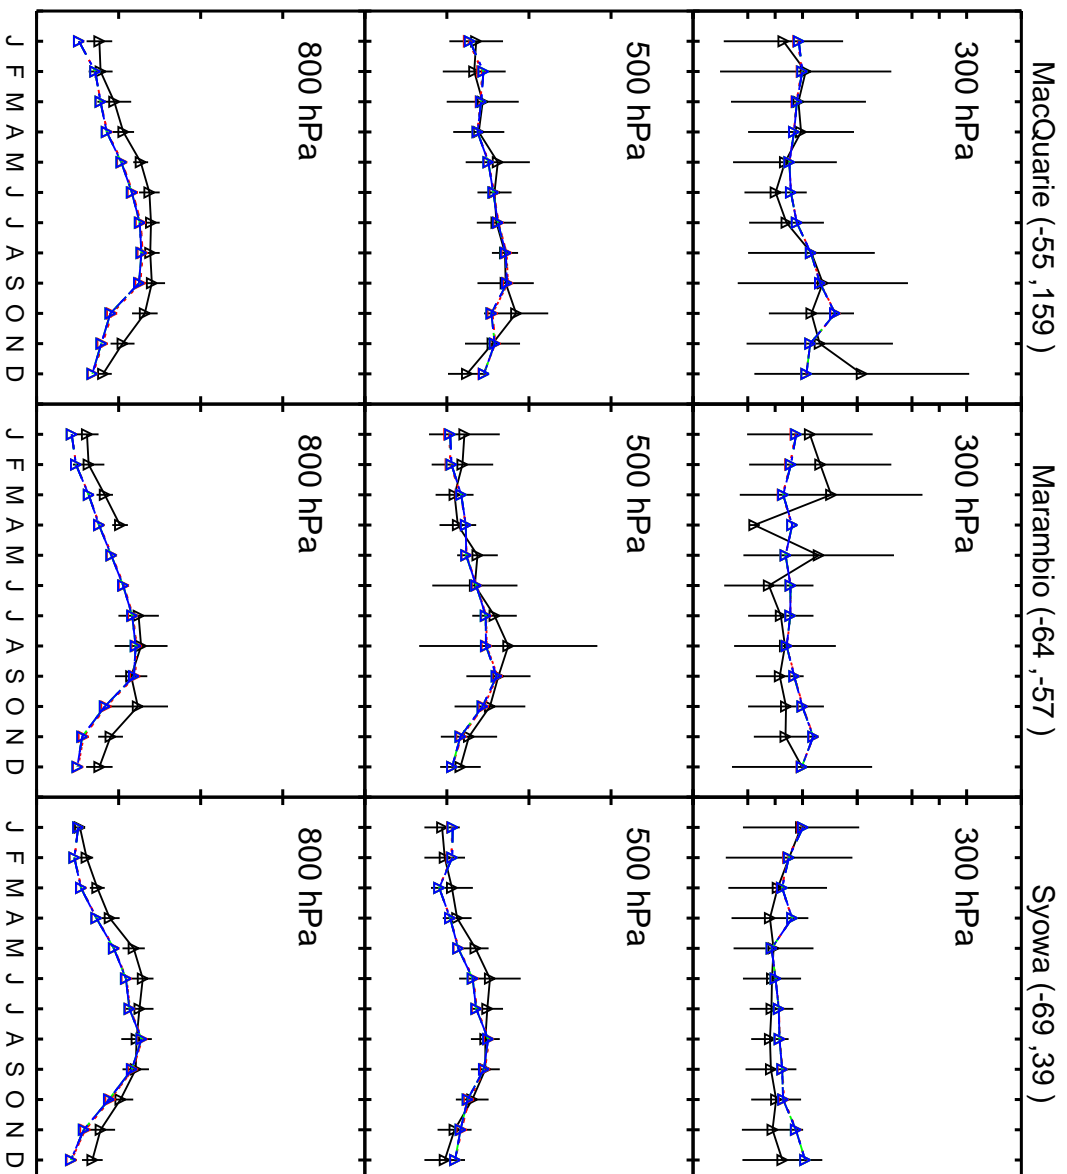 MacQuarie (-55 ,159 )
Marambio (-64 ,-57 )
Syowa (-69 ,39 )
300 hPa
300 hPa
300 hPa
500 hPa
500 hPa
500 hPa
800 hPa
800 hPa
800 hPa
J F M A M J J A S O N D
J F M A M J J A S O N D
J F M A M J J A S O N D